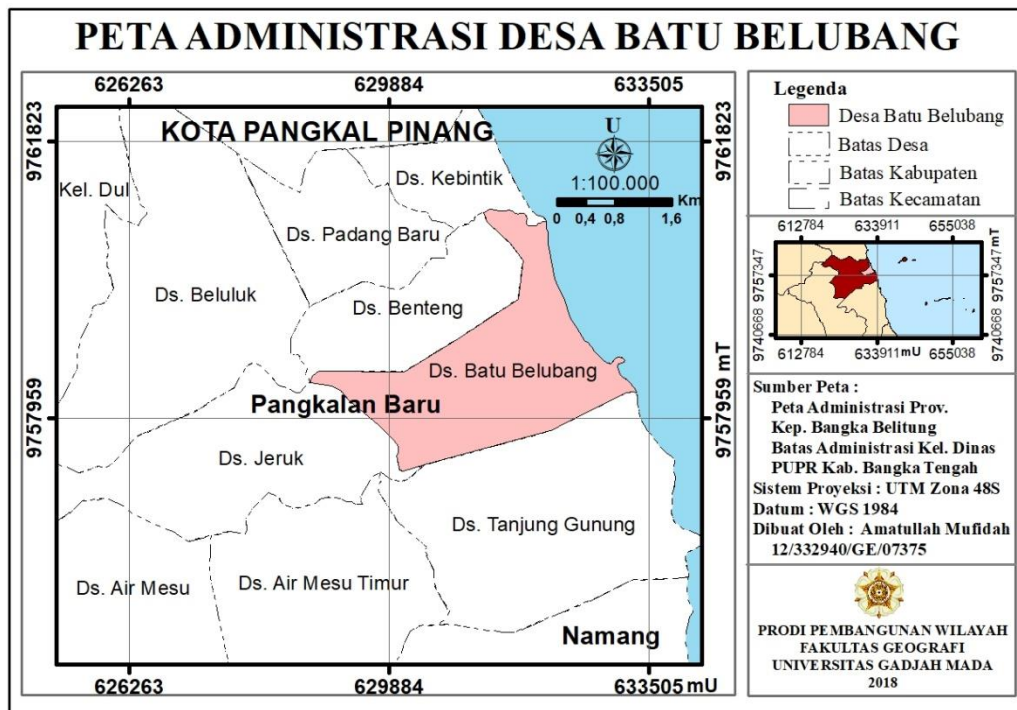 PETA ADMINISTRASI DESA BATU BELUBANG
626263 629884 633505
9761823
9757959
KOTA PANGKAL PINANG
U
Kel. Dul
Ds. Kebintik
1:100.000
Km
0 0,4 0,8 1,6
Ds. Padang Baru
Ds. Beluluk
Ds. Benteng
Ds. Batu Belubang
Pangkalan Baru
Ds. Jeruk
Ds. Tanjung Gunung
Ds. Air Mesu
Ds. Air Mesu Timur
Namang
9761823
9757959 mT
626263 629884 633505 mU
Legenda
Desa Batu Belubang
Batas Desa
Batas Kabupaten
Batas Kecamatan
612784 633911 655038
9757347
9740668
9757347 mT
9740668
612784 633911 mU 655038
Sumber Peta :
Peta Administrasi Prov.
Kep. Bangka Belitung
Batas Administrasi Kel. Dinas
PUPR Kab. Bangka Tengah
Sistem Proyeksi : UTM Zona 48S
Datum : WGS 1984
Dibuat Oleh : Amatullah Mufidah
12/332940/GE/07375
PRODI PEMBANGUNAN WILAYAH
FAKULTAS GEOGRAFI
UNIVERSITAS GADJAH MADA
2018